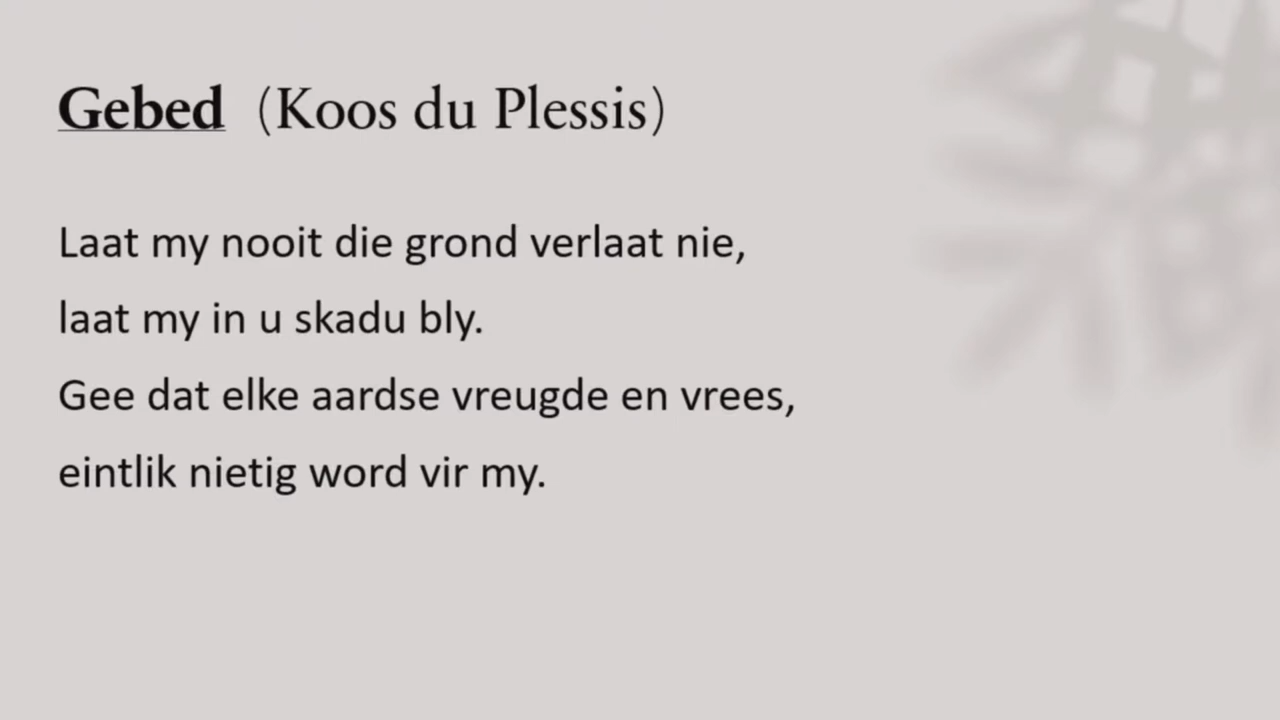 Gebed (Koos du Plessis)
Laat my nooit die grond verlaat nie,
laat my in u skadu bly.
Gee dat elke aardse vreugde en vrees,
eintlik nietig word vir my.